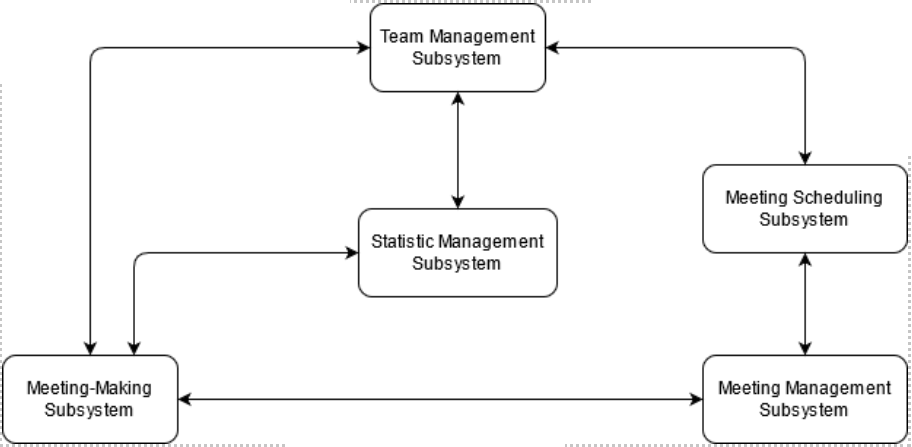 Team Management
Subsystem
Meeting Scheduling
Subsystem
Statistic Management
Subsystem
Meeting-Making
Subsystem
Meeting Management
Subsystem